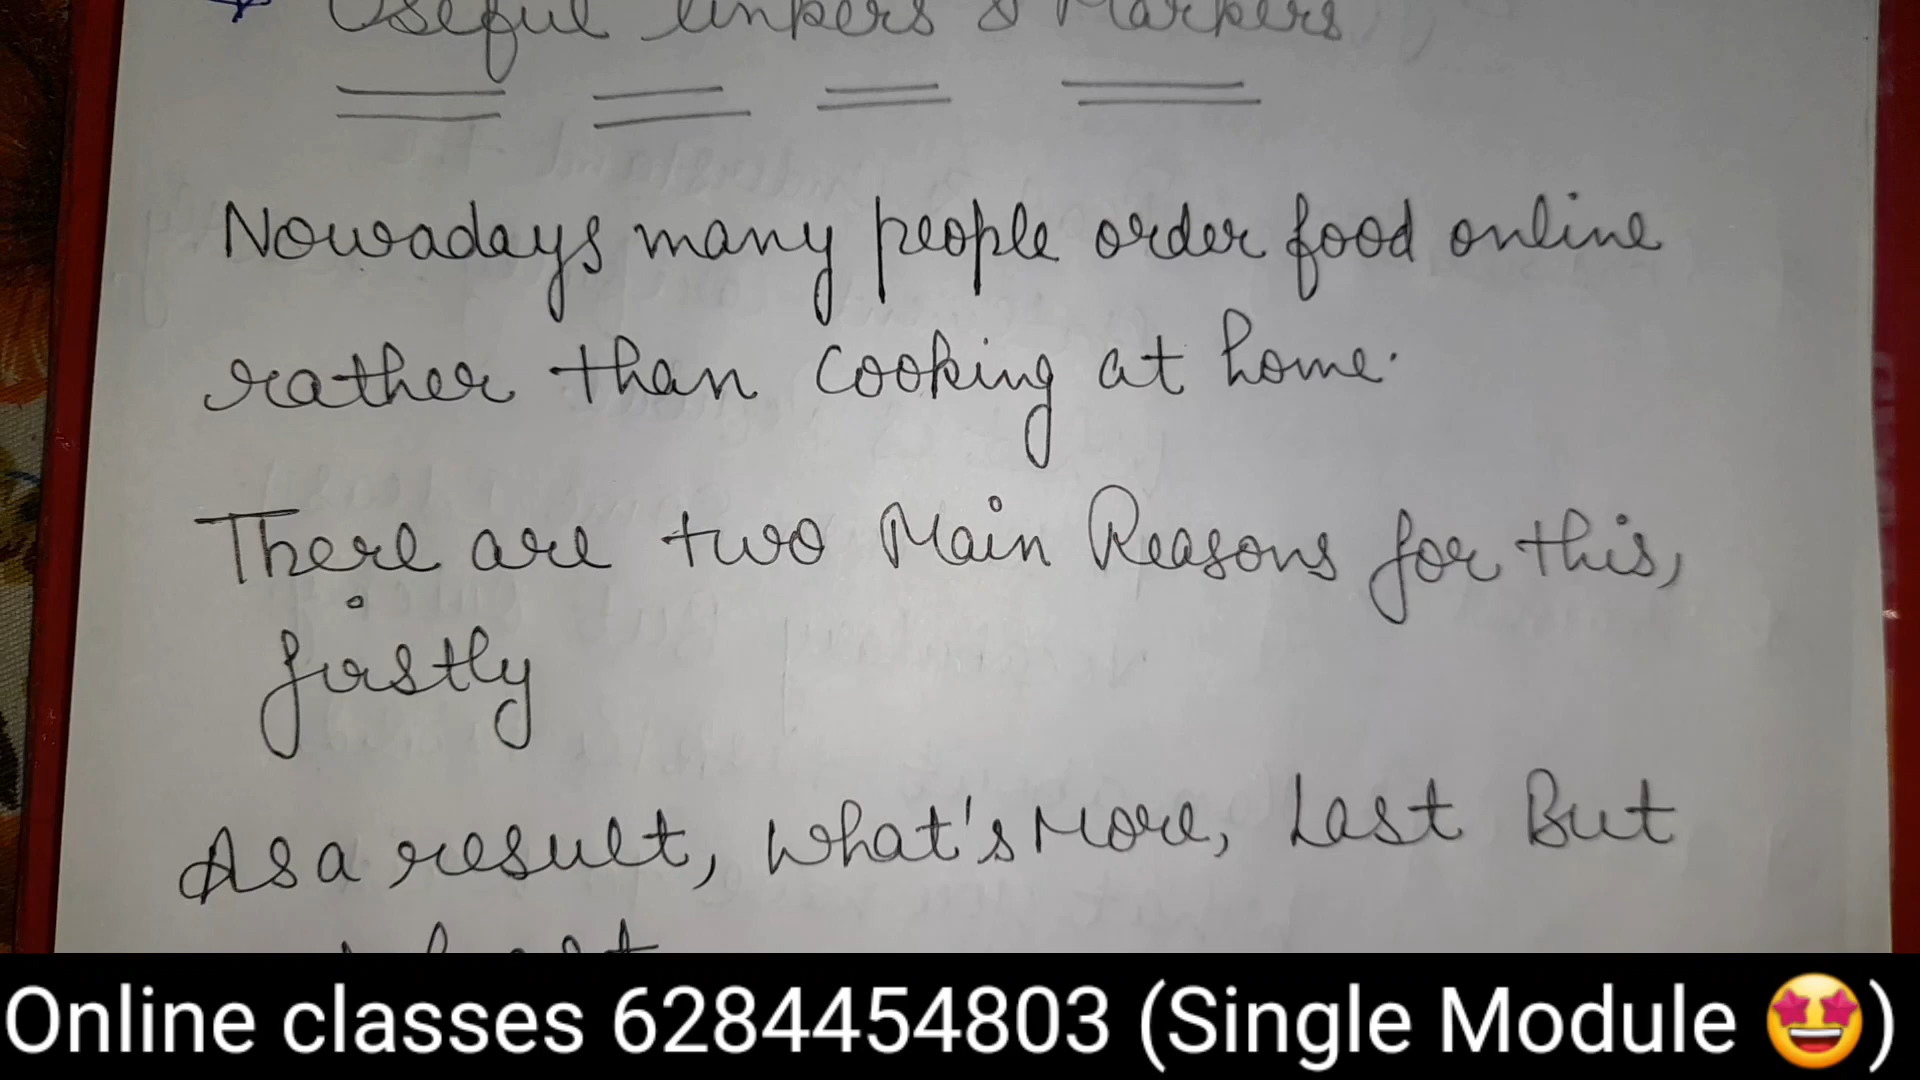 Useful linkers & Markers
Nowadays many people order food online
rather than cooking at home.
There are two Main Reasons for this,
firstly
As a result, What's More, Last But
Online classes 6284454803 (Single Module 🤩)